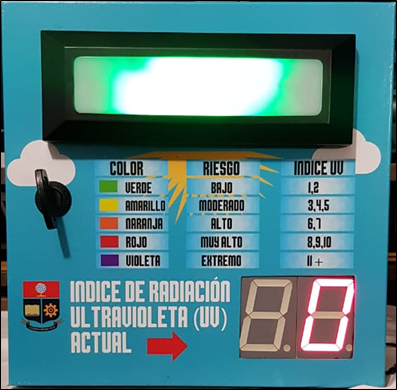 COLOR RIESGO INDICE UV
VERDE BAJO 1,2
AMARILLO MODERADO 3,4,5
NARANJA ALTO 6,7
ROJO MUY ALTO 8,9,10
VIOLETA EXTREMO 11 +
INDICE DE RADIACIÓN
ULTRAVIOLETA (UV)
ACTUAL
0